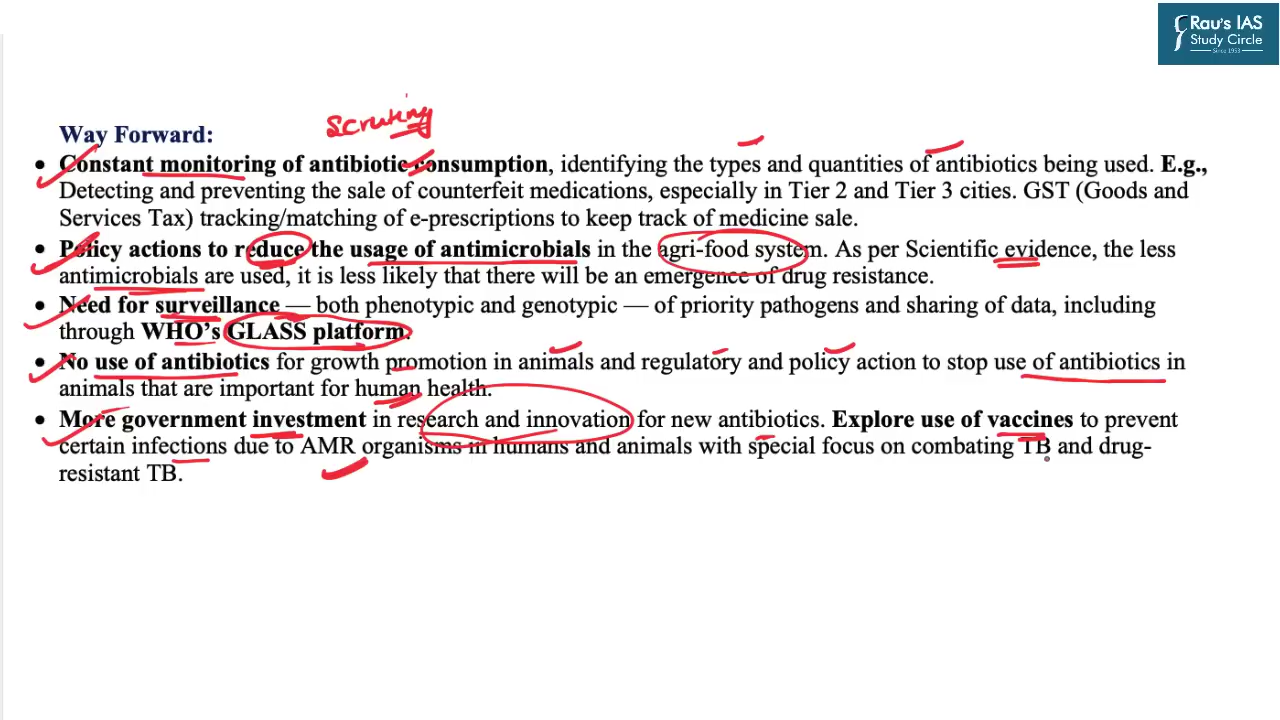 Rau's IAS
Study Circle
Since 1953
Scrutiny
Way Forward:
• Constant monitoring of antibiotic consumption, identifying the types and quantities of antibiotics being used. E.g.,
Detecting and preventing the sale of counterfeit medications, especially in Tier 2 and Tier 3 cities. GST (Goods and
Services Tax) tracking/matching of e-prescriptions to keep track of medicine sale.
• Policy actions to reduce the usage of antimicrobials in the agri-food system. As per Scientific evidence, the less
antimicrobials are used, it is less likely that there will be an emergence of drug resistance.
• Need for surveillance — both phenotypic and genotypic — of priority pathogens and sharing of data, including
through WHO's GLASS platform.
• No use of antibiotics for growth promotion in animals and regulatory and policy action to stop use of antibiotics in
animals that are important for human health.
• More government investment in research and innovation for new antibiotics. Explore use of vaccines to prevent
certain infections due to AMR organisms in humans and animals with special focus on combating TB and drug-
resistant TB.